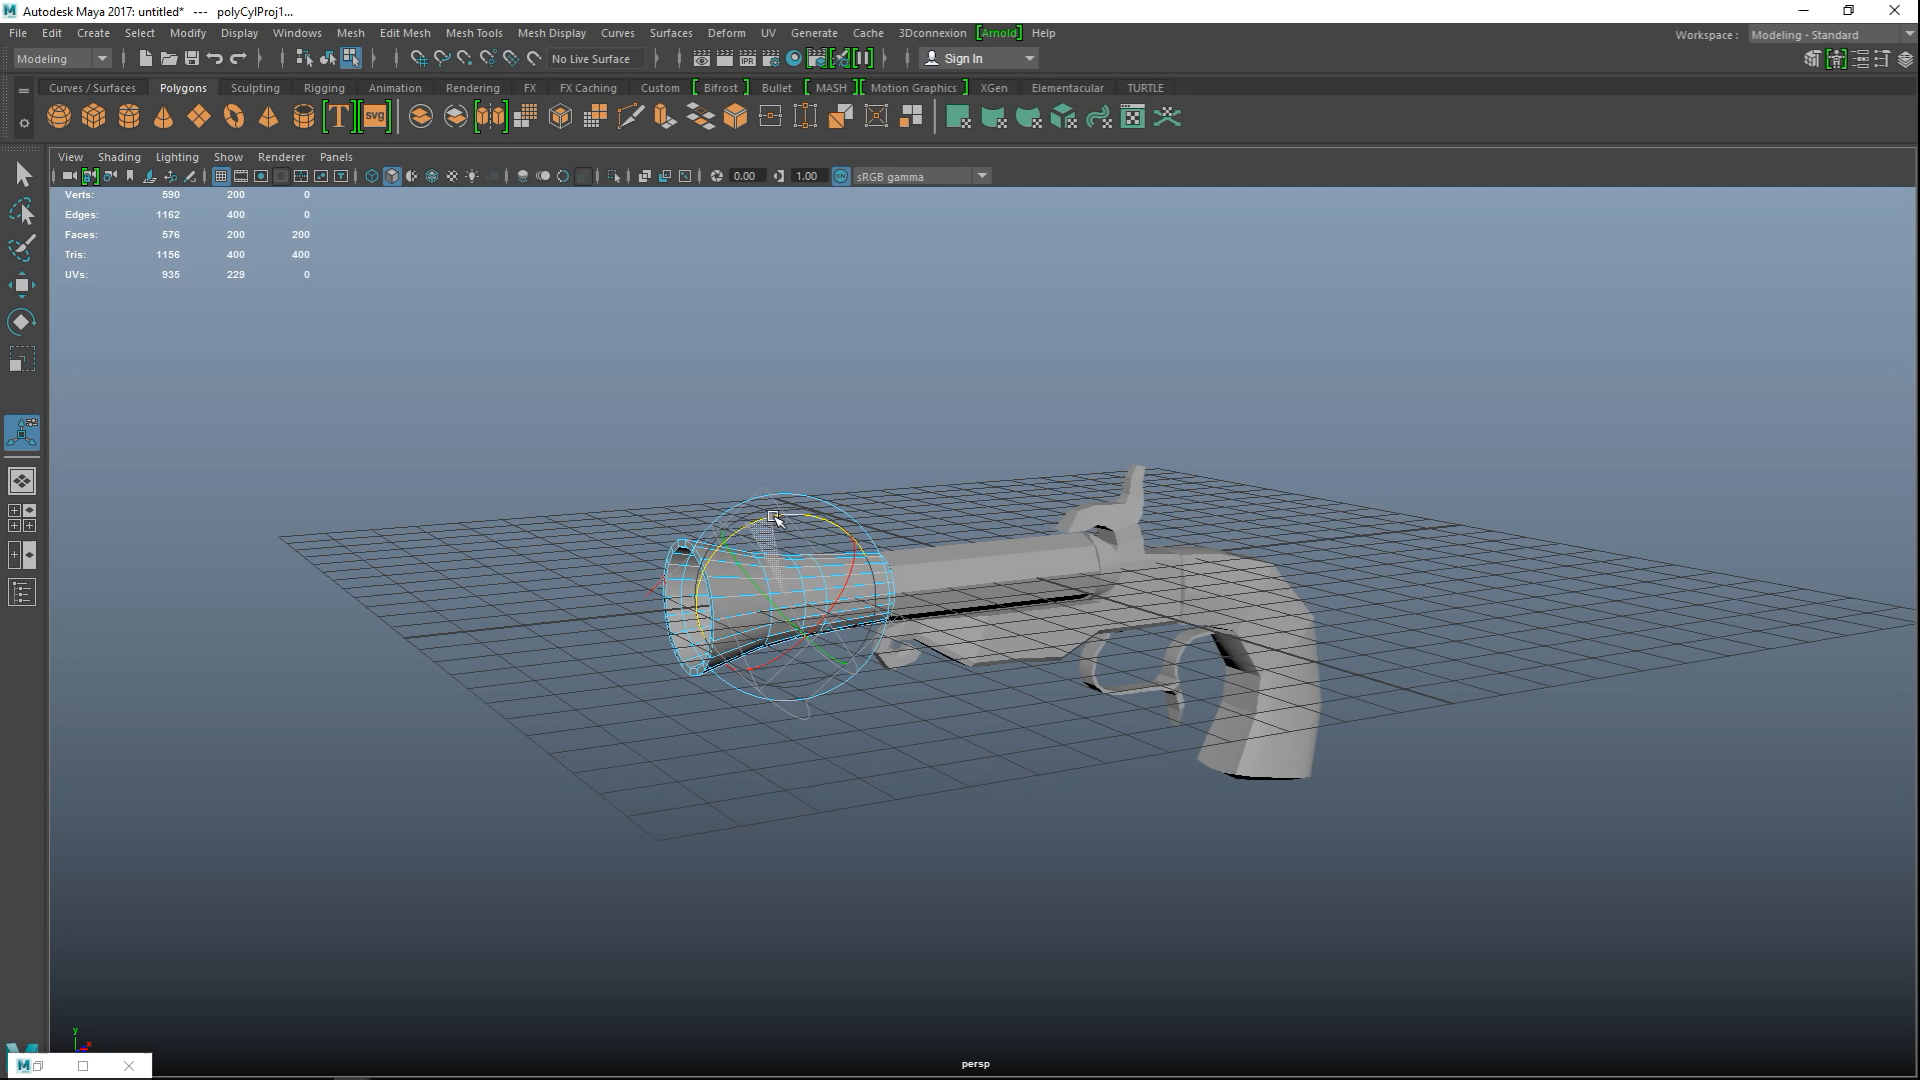 Autodesk Maya 2017: untitled* --- polyCylProj1...
File Edit Create Select Modify Display Windows Mesh Edit Mesh Mesh Tools Mesh Display Curves Surfaces Deform UV Generate Cache 3Dconnexion [Arnold] Help
Workspace : Modeling - Standard
Modeling No Live Surface Sign In
Curves / Surfaces Polygons Sculpting Rigging Animation Rendering FX FX Caching Custom [Bifrost] Bullet [MASH] [Motion Graphics] XGen Elementacular TURTLE
T SVG
View Shading Lighting Show Renderer Panels
0.00 1.00 ON sRGB gamma
Verts: 590 200 0
Edges: 1162 400 0
Faces: 576 200 200
Tris: 1156 400 400
UVs: 935 229 0
y
x
persp